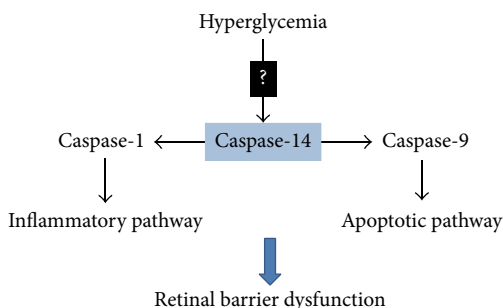 Hyperglycemia
?
Caspase-1
Caspase-14
Caspase-9
Inflammatory pathway
Apoptotic pathway
Retinal barrier dysfunction